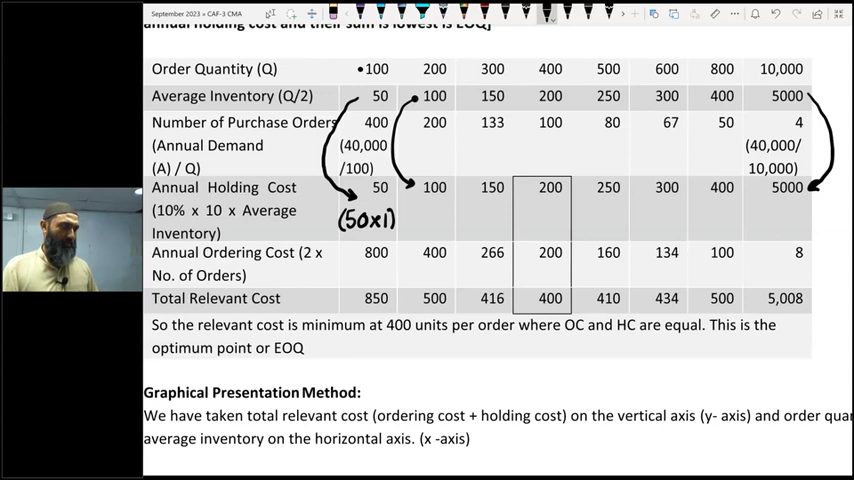 September 2023 » CAF-3 CMA
annual holding cost and their sum is lowest is EOQ]
Order Quantity (Q) •100 200 300 400 500 600 800 10,000
Average Inventory (Q/2) 50 100 150 200 250 300 400 5000
Number of Purchase Orders 400 200 133 100 80 67 50 4
(Annual Demand (40,000 (40,000/
(A) / Q) /100) 10,000)
Annual Holding Cost 50 100 150 200 250 300 400 5000
(10% x 10 x Average (50x1)
Inventory)
Annual Ordering Cost (2 x 800 400 266 200 160 134 100 8
No. of Orders)
Total Relevant Cost 850 500 416 400 410 434 500 5,008
So the relevant cost is minimum at 400 units per order where OC and HC are equal. This is the
optimum point or EOQ
Graphical Presentation Method:
We have taken total relevant cost (ordering cost + holding cost) on the vertical axis (y- axis) and order quan
average inventory on the horizontal axis. (x -axis)